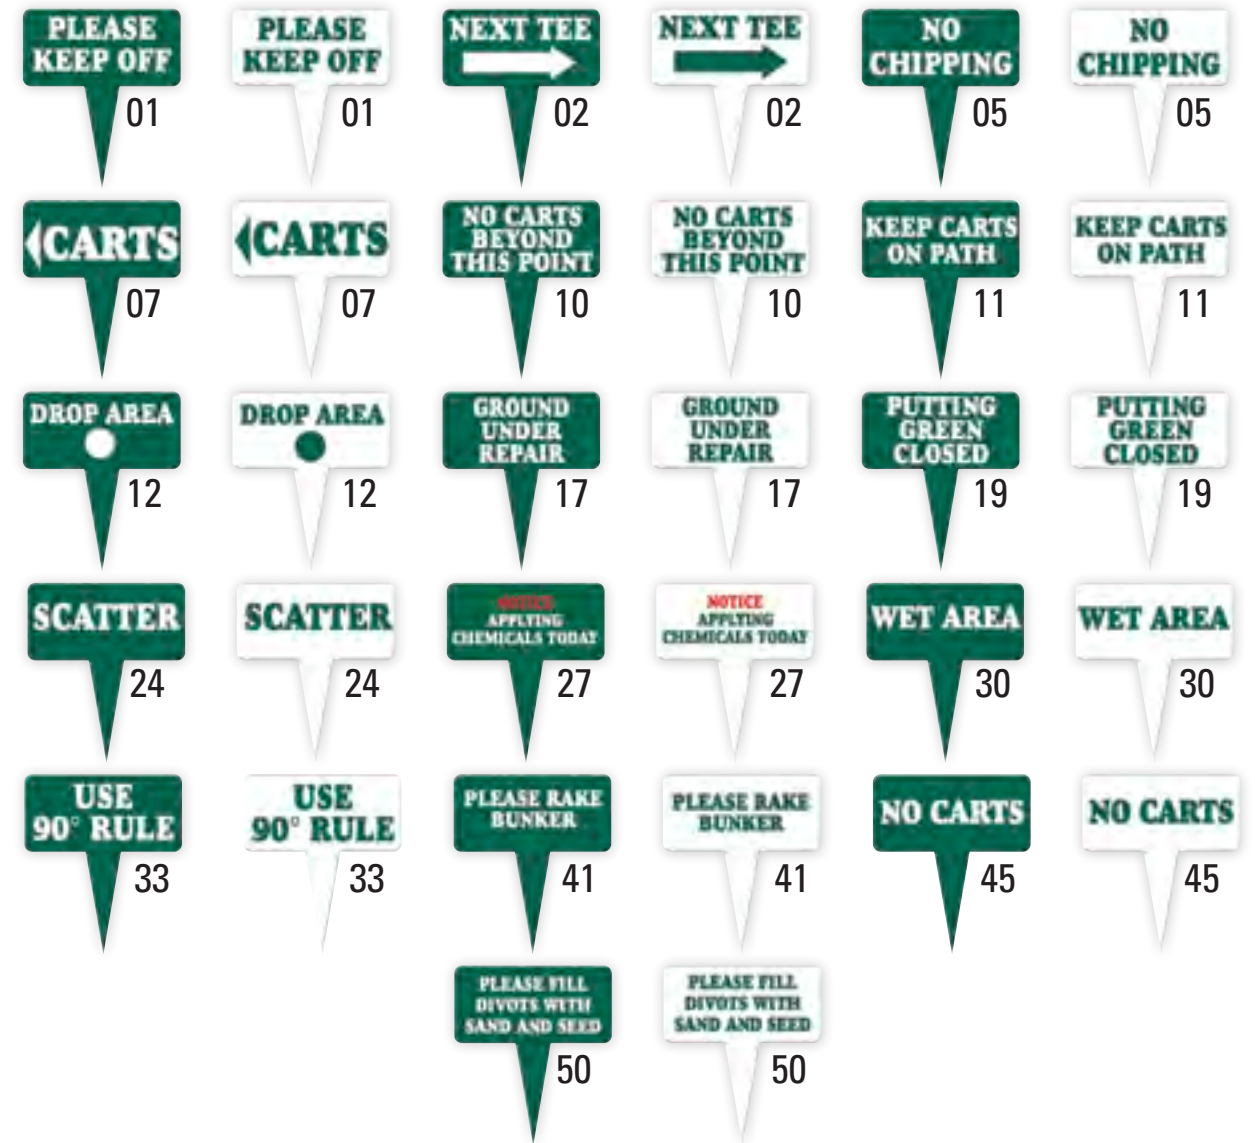 PLEASE
KEEP OFF
01
PLEASE
KEEP OFF
01
NEXT TEE
02
NEXT TEE
02
NO
CHIPPING
05
NO
CHIPPING
05
CARTS
07
CARTS
07
NO CARTS
BEYOND
THIS POINT
10
NO CARTS
BEYOND
THIS POINT
10
KEEP CARTS
ON PATH
11
KEEP CARTS
ON PATH
11
DROP AREA
12
DROP AREA
12
GROUND
UNDER
REPAIR
17
GROUND
UNDER
REPAIR
17
PUTTING
GREEN
CLOSED
19
PUTTING
GREEN
CLOSED
19
SCATTER
24
SCATTER
24
NOTICE
APPLYING
CHEMICALS TODAY
27
NOTICE
APPLYING
CHEMICALS TODAY
27
WET AREA
30
WET AREA
30
USE
90° RULE
33
USE
90° RULE
33
PLEASE RAKE
BUNKER
41
PLEASE RAKE
BUNKER
41
NO CARTS
45
NO CARTS
45
PLEASE FILL
DIVOTS WITH
SAND AND SEED
50
PLEASE FILL
DIVOTS WITH
SAND AND SEED
50